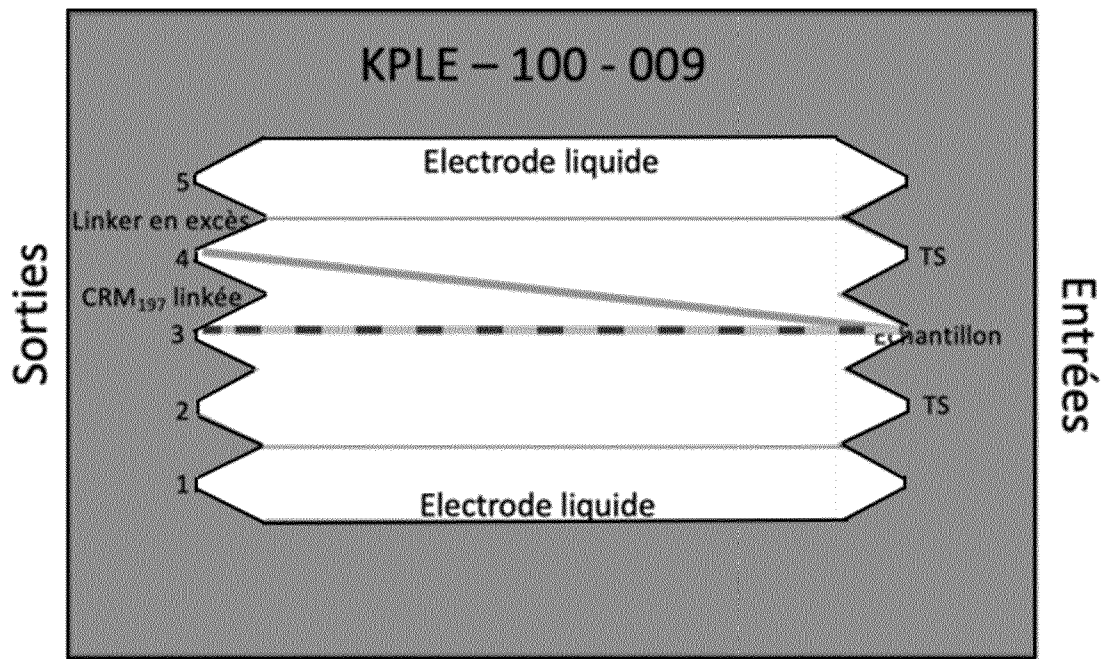 KPLE – 100 - 009
Electrode liquide
5
Linker en excès
4
TS
CRM₁₉₇ linkée
3
Echantillon
2
TS
1
Electrode liquide
Sorties
Entrées